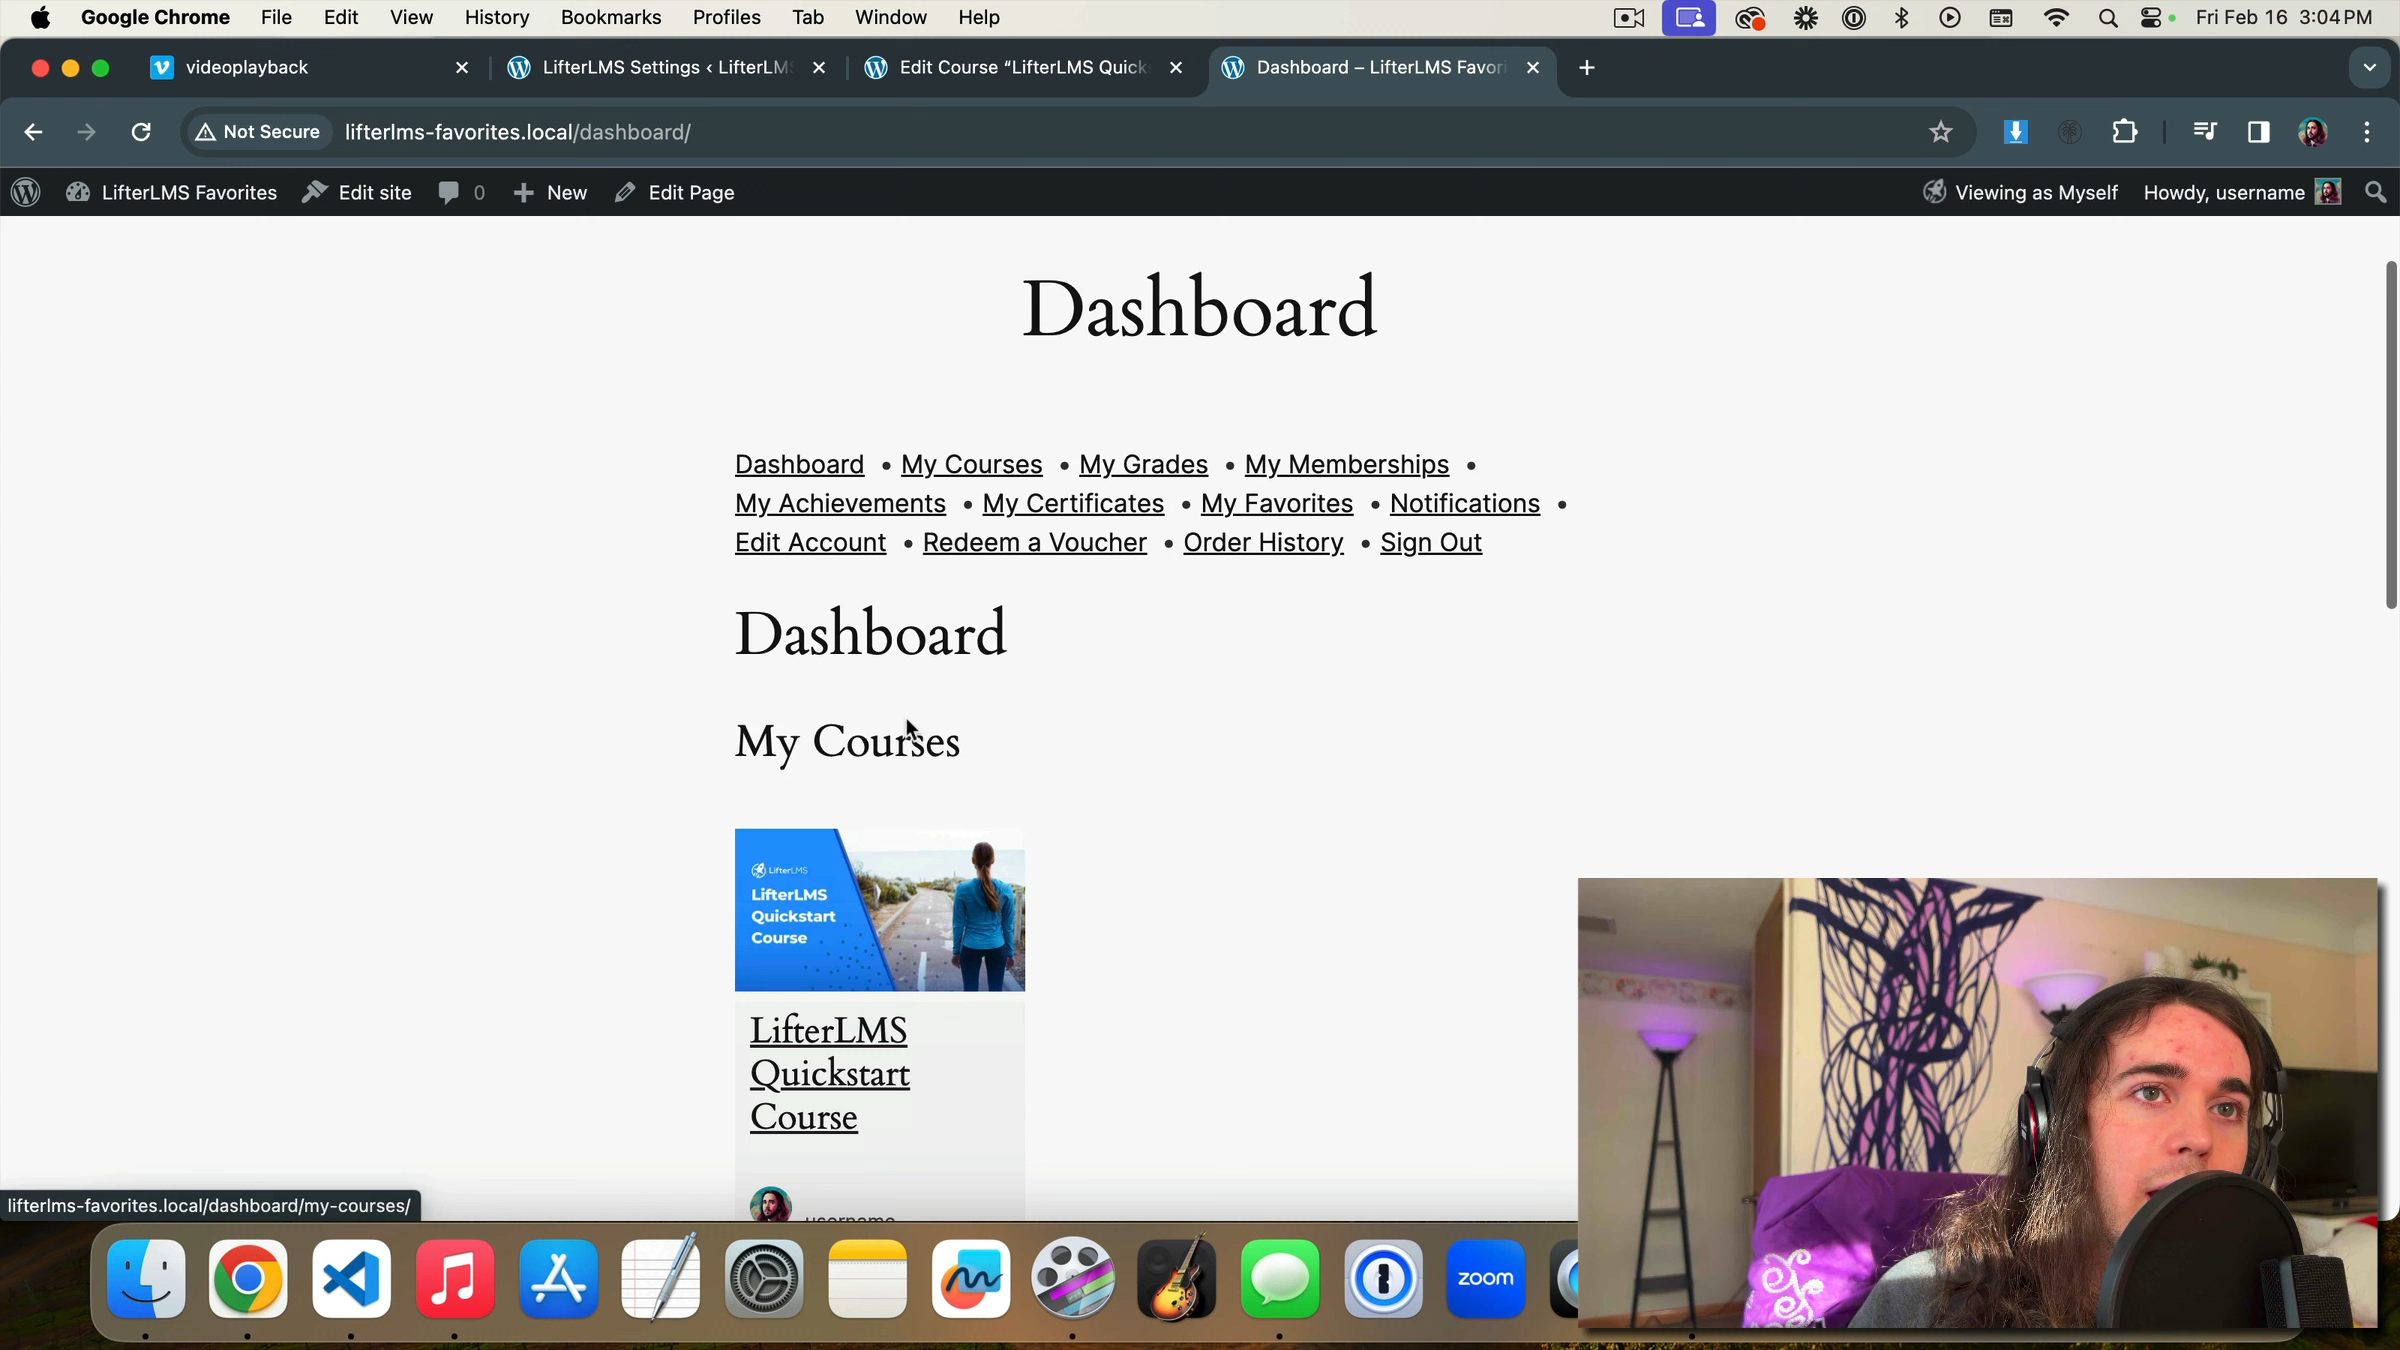 Google Chrome File Edit View History Bookmarks Profiles Tab Window Help Fri Feb 16 3:04 PM
videoplayback LifterLMS Settings ‹ LifterLMS Edit Course “LifterLMS Quick Dashboard – LifterLMS Favori
Not Secure lifterlms-favorites.local/dashboard/
LifterLMS Favorites Edit site 0 New Edit Page Viewing as Myself Howdy, username
Dashboard
Dashboard • My Courses • My Grades • My Memberships •
My Achievements • My Certificates • My Favorites • Notifications •
Edit Account • Redeem a Voucher • Order History • Sign Out
Dashboard
My Courses
LifterLMS
LifterLMS
Quickstart
Course
LifterLMS
Quickstart
Course
username
lifterlms-favorites.local/dashboard/my-courses/
zoom